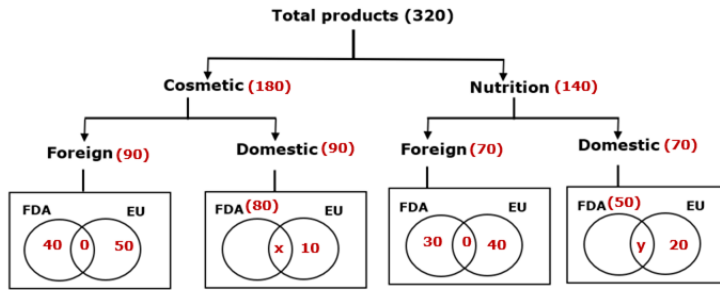 Total products (320)
Cosmetic (180) Nutrition (140)
Foreign (90) Domestic (90) Foreign (70) Domestic (70)
FDA EU FDA (80) EU FDA EU FDA (50) EU
40 0 50 x 10 30 0 40 y 20